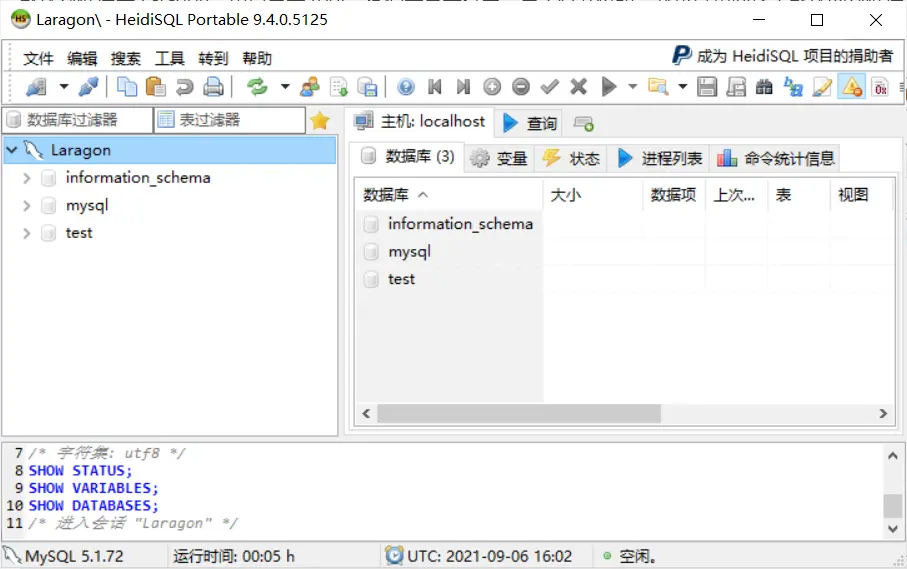 Laragon\ - HeidiSQL Portable 9.4.0.5125
文件 编辑 搜索 工具 转到 帮助 成为 HeidiSQL 项目的捐助者
数据库过滤器 表过滤器
主机: localhost 查询
Laragon
information_schema
mysql
test
数据库 (3) 变量 状态 进程列表 命令统计信息
数据库 大小 数据项 上次... 表 视图
information_schema
mysql
test
7 /* 字符集: utf8 */
8 SHOW STATUS;
9 SHOW VARIABLES;
10 SHOW DATABASES;
11 /* 进入会话 "Laragon" */
MySQL 5.1.72 运行时间: 00:05 h UTC: 2021-09-06 16:02 空闲。